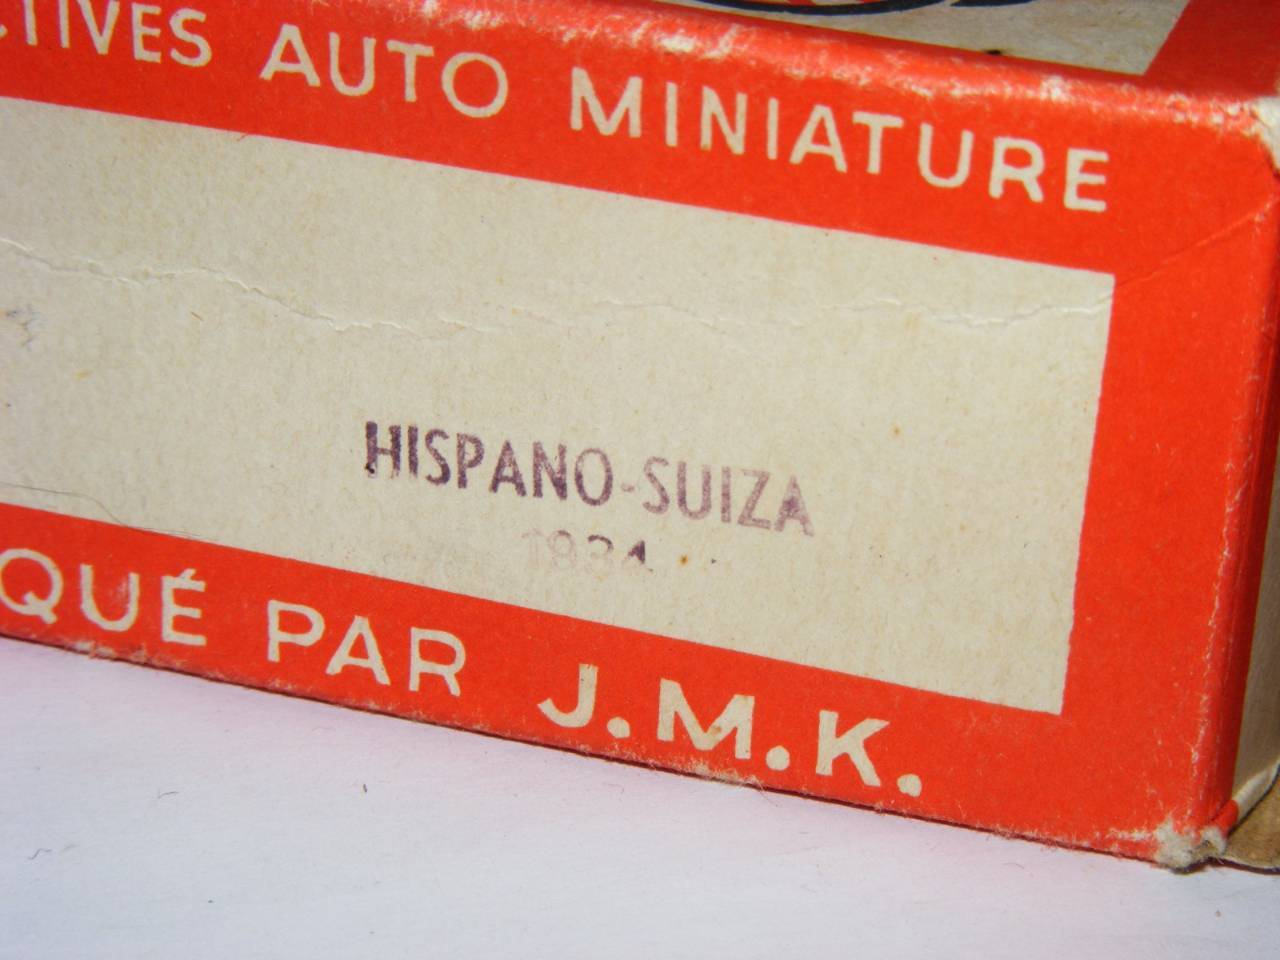 CTIVES AUTO MINIATURE
HISPANO-SUIZA
1934
QUÉ PAR J.M.K.